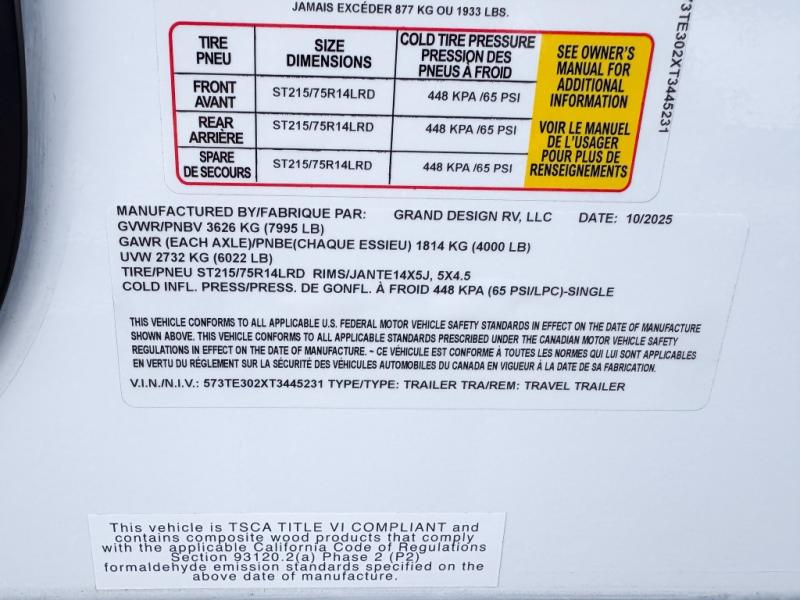 JAMAIS EXCÉDER 877 KG OU 1933 LBS.
TIRE
PNEU
SIZE
DIMENSIONS
COLD TIRE PRESSURE
PRESSION DES
PNEUS À FROID
SEE OWNER'S
MANUAL FOR
ADDITIONAL
INFORMATION
VOIR LE MANUEL
DE L'USAGER
POUR PLUS DE
RENSEIGNEMENTS
FRONT
AVANT
ST215/75R14LRD
448 KPA /65 PSI
REAR
ARRIÈRE
ST215/75R14LRD
448 KPA /65 PSI
SPARE
DE SECOURS
ST215/75R14LRD
448 KPA /65 PSI
73TE302XT3445231
MANUFACTURED BY/FABRIQUE PAR: GRAND DESIGN RV, LLC DATE: 10/2025
GVWR/PNBV 3626 KG (7995 LB)
GAWR (EACH AXLE)/PNBE(CHAQUE ESSIEU) 1814 KG (4000 LB)
UVW 2732 KG (6022 LB)
TIRE/PNEU ST215/75R14LRD RIMS/JANTE14X5J, 5X4.5
COLD INFL. PRESS/PRESS. DE GONFL. À FROID 448 KPA (65 PSI/LPC)-SINGLE
THIS VEHICLE CONFORMS TO ALL APPLICABLE U.S. FEDERAL MOTOR VEHICLE SAFETY STANDARDS IN EFFECT ON THE DATE OF MANUFACTURE
SHOWN ABOVE. THIS VEHICLE CONFORMS TO ALL APPLICABLE STANDARDS PRESCRIBED UNDER THE CANADIAN MOTOR VEHICLE SAFETY
REGULATIONS IN EFFECT ON THE DATE OF MANUFACTURE. ~ CE VÉHICULE EST CONFORME À TOUTES LES NORMES QUI LUI SONT APPLICABLES
EN VERTU DU RÈGLEMENT SUR LA SÉCURITÉ DES VÉHICULES AUTOMOBILES DU CANADA EN VIGUEUR À LA DATE DE SA FABRICATION.
V.I.N./N.I.V.: 573TE302XT3445231 TYPE/TYPE: TRAILER TRA/REM: TRAVEL TRAILER
This vehicle is TSCA TITLE VI COMPLIANT and
contains composite wood products that comply
with the applicable California Code of Regulations
Section 93120.2(a) Phase 2 (P2)
formaldehyde emission standards specified on the
above date of manufacture.